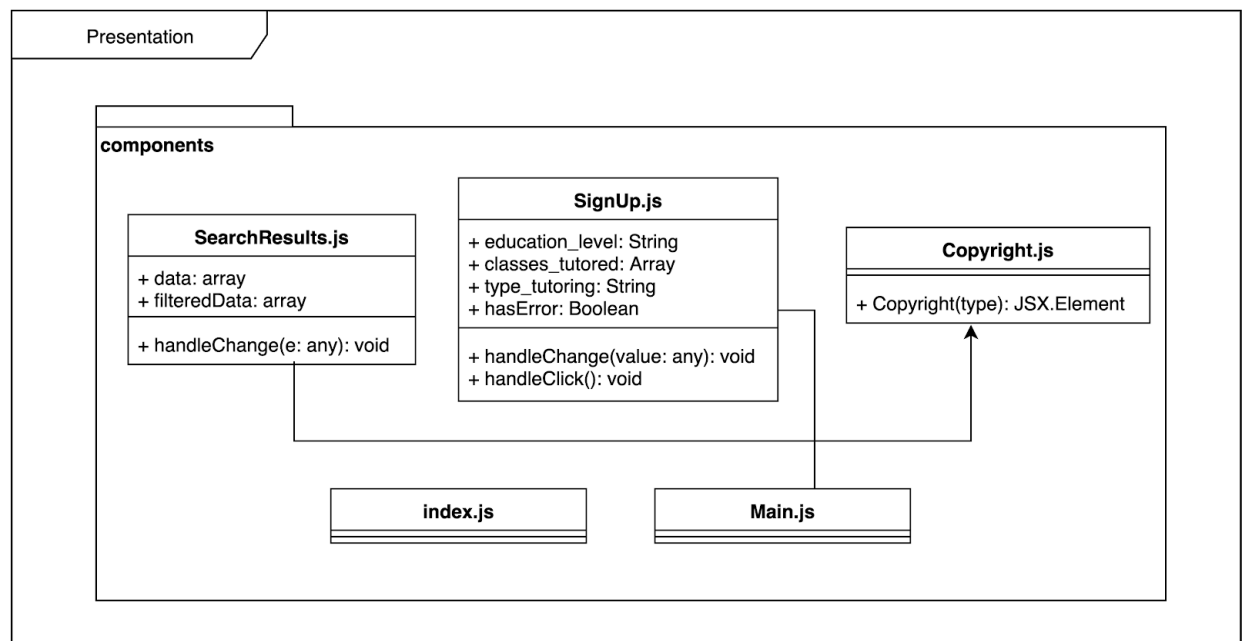 Presentation
components
SearchResults.js
+ data: array
+ filteredData: array
+ handleChange(e: any): void
SignUp.js
+ education_level: String
+ classes_tutored: Array
+ type_tutoring: String
+ hasError: Boolean
+ handleChange(value: any): void
+ handleClick(): void
Copyright.js
+ Copyright(type): JSX.Element
index.js
Main.js